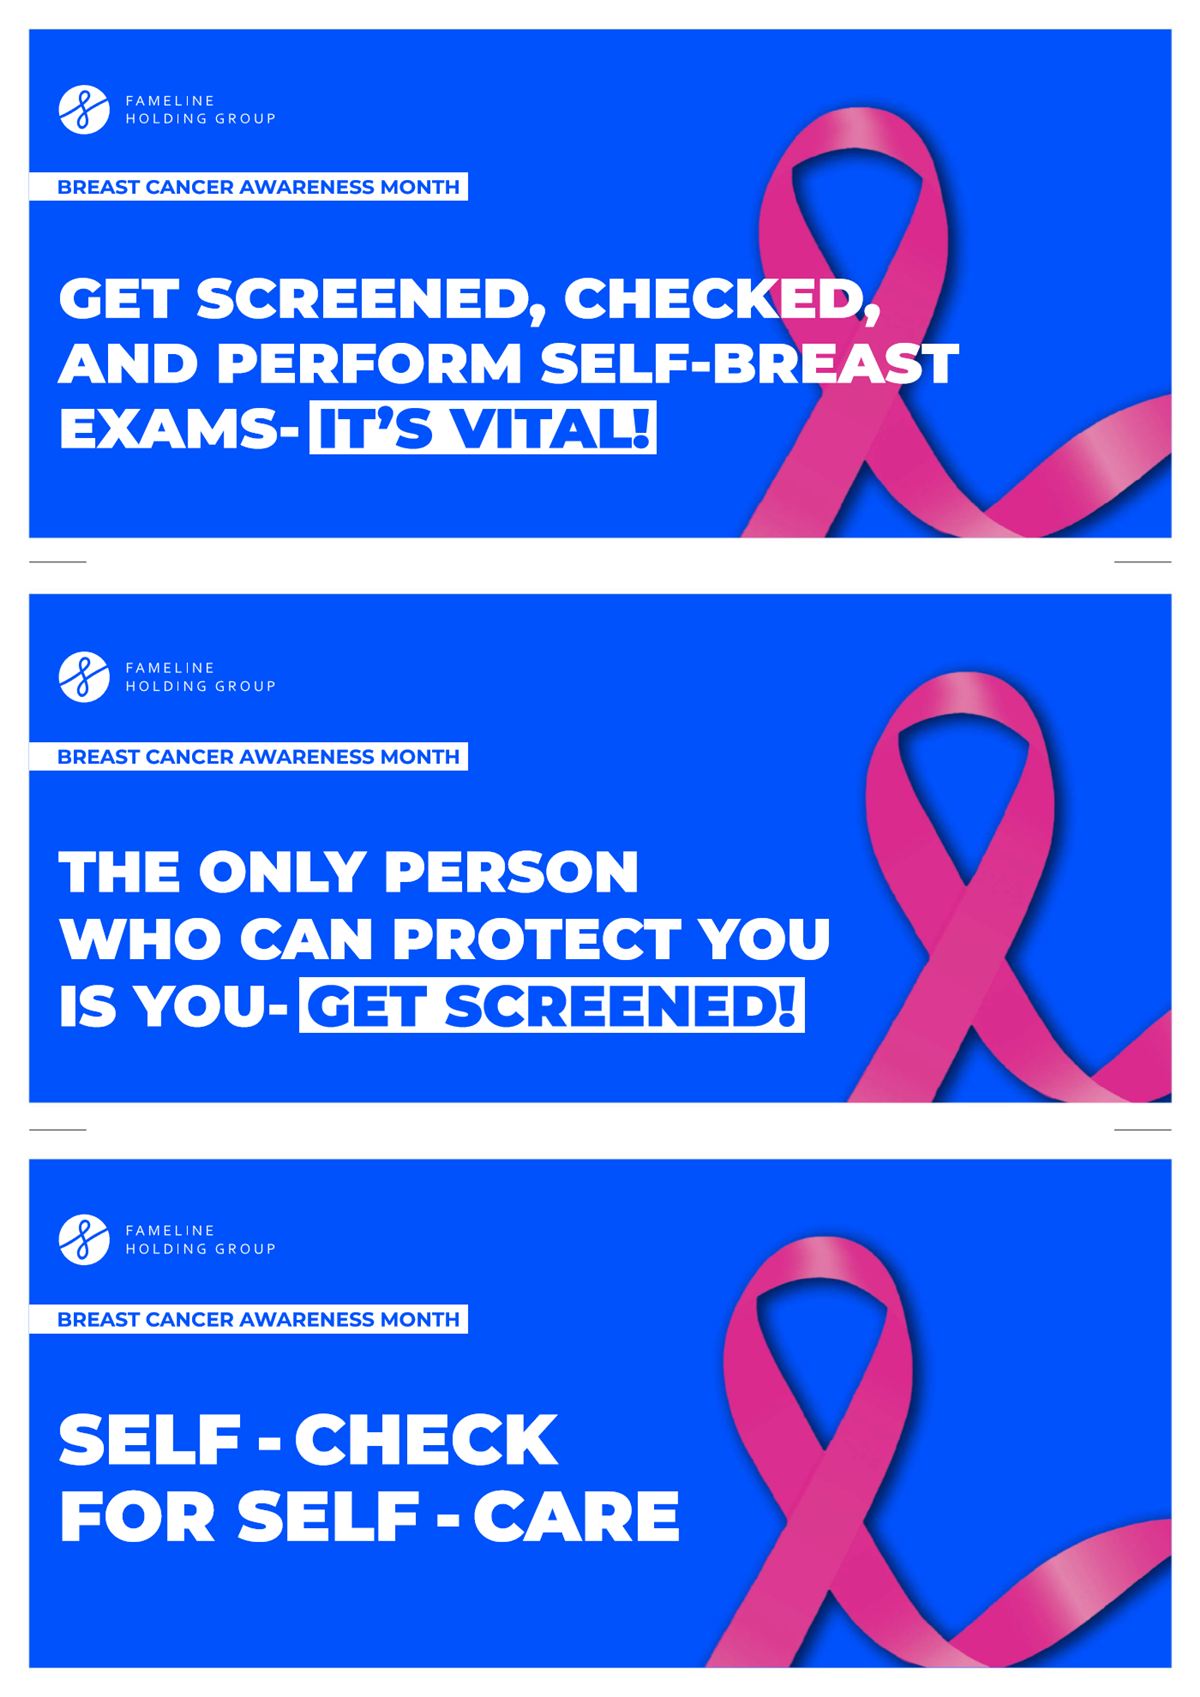 FAMELINE
HOLDING GROUP
BREAST CANCER AWARENESS MONTH
GET SCREENED, CHECKED,
AND PERFORM SELF-BREAST
EXAMS- IT'S VITAL!
FAMELINE
HOLDING GROUP
BREAST CANCER AWARENESS MONTH
THE ONLY PERSON
WHO CAN PROTECT YOU
IS YOU- GET SCREENED!
FAMELINE
HOLDING GROUP
BREAST CANCER AWARENESS MONTH
SELF - CHECK
FOR SELF - CARE